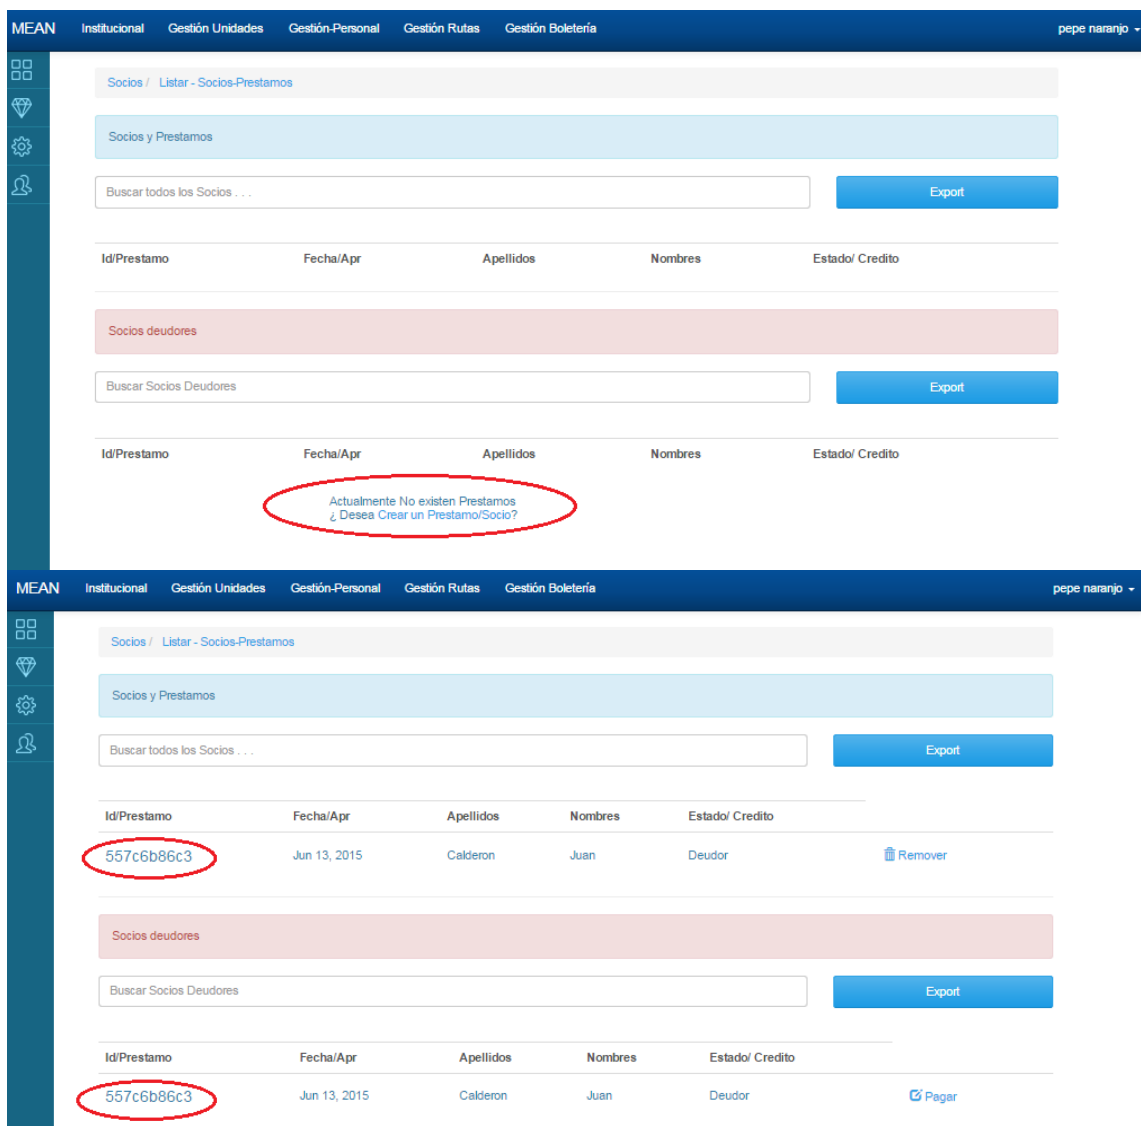 MEAN Institucional Gestión Unidades Gestión-Personal Gestión Rutas Gestión Boletería pepe naranjo
Socios / Listar - Socios-Prestamos
Socios y Prestamos
Buscar todos los Socios . . . Export
Id/Prestamo Fecha/Apr Apellidos Nombres Estado/ Credito
Socios deudores
Buscar Socios Deudores Export
Id/Prestamo Fecha/Apr Apellidos Nombres Estado/ Credito
Actualmente No existen Prestamos
¿ Desea Crear un Prestamo/Socio?
MEAN Institucional Gestión Unidades Gestión-Personal Gestión Rutas Gestión Boletería pepe naranjo
Socios / Listar - Socios-Prestamos
Socios y Prestamos
Buscar todos los Socios . . . Export
Id/Prestamo Fecha/Apr Apellidos Nombres Estado/ Credito
557c6b86c3 Jun 13, 2015 Calderon Juan Deudor Remover
Socios deudores
Buscar Socios Deudores Export
Id/Prestamo Fecha/Apr Apellidos Nombres Estado/ Credito
557c6b86c3 Jun 13, 2015 Calderon Juan Deudor Pagar